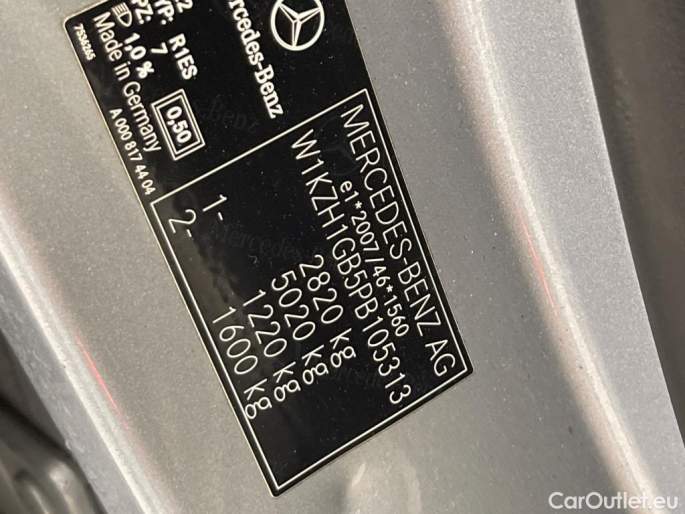 MERCEDES-BENZ AG
e1*2007/46*1560
W1KZH1GB5PB105313
2820 kg
5020 kg
1- 1220 kg
2- 1600 kg
Mercedes-Benz
R1ES
7
1,0 %
0,50
Made in Germany
A 000 817 44 04
7S34265
CarOutlet.eu